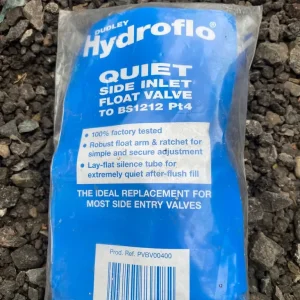 DUDLEY
Hydroflo®
QUIET
SIDE INLET
FLOAT VALVE
TO BS1212 Pt4
• 100% factory tested
• Robust float arm & ratchet for
simple and secure adjustment
• Lay-flat silence tube for
extremely quiet after-flush fill
THE IDEAL REPLACEMENT FOR
MOST SIDE ENTRY VALVES
Prod. Ref. PVBV00400